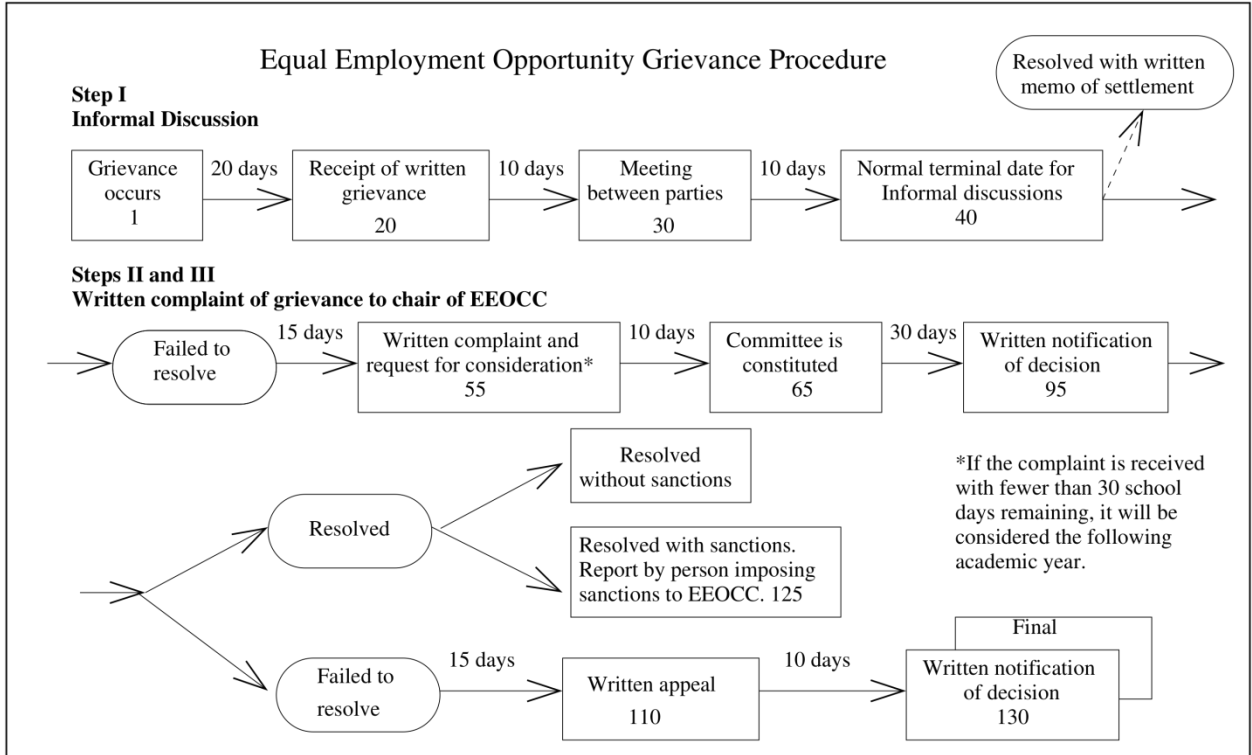 Equal Employment Opportunity Grievance Procedure
Resolved with written
memo of settlement
Step I
Informal Discussion
Grievance
occurs
1
20 days
Receipt of written
grievance
20
10 days
Meeting
between parties
30
10 days
Normal terminal date for
Informal discussions
40
Steps II and III
Written complaint of grievance to chair of EEOCC
Failed to
resolve
15 days
Written complaint and
request for consideration*
55
10 days
Committee is
constituted
65
30 days
Written notification
of decision
95
Resolved
Resolved
without sanctions
Resolved with sanctions.
Report by person imposing
sanctions to EEOCC. 125
*If the complaint is received
with fewer than 30 school
days remaining, it will be
considered the following
academic year.
Failed to
resolve
15 days
Written appeal
110
10 days
Final
Written notification
of decision
130